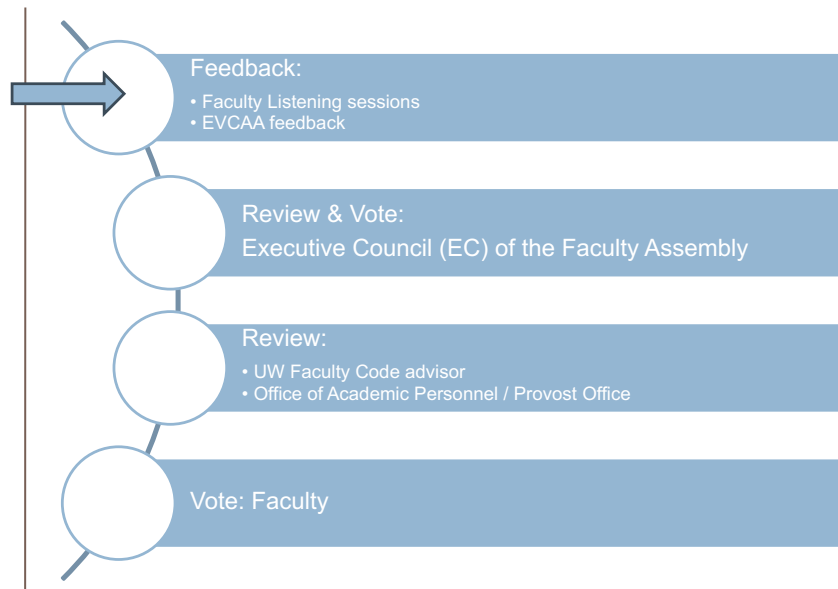 Feedback:
• Faculty Listening sessions
• EVCAA feedback
Review & Vote:
Executive Council (EC) of the Faculty Assembly
Review:
• UW Faculty Code advisor
• Office of Academic Personnel / Provost Office
Vote: Faculty